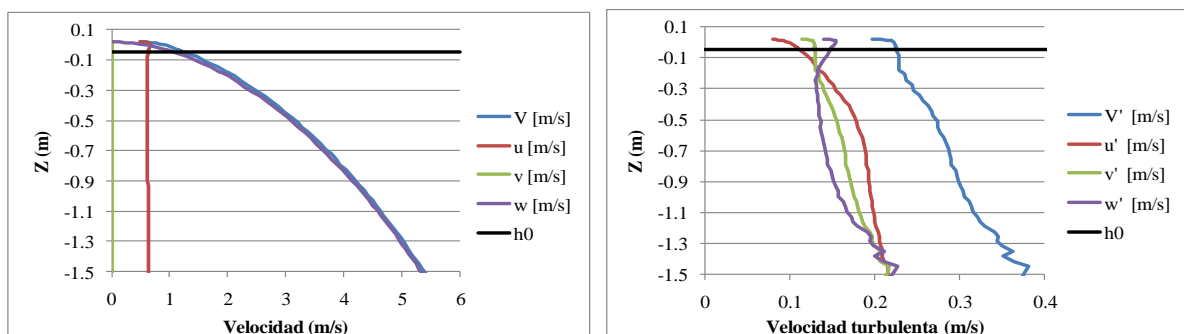 0.1
-0.1
-0.3
-0.5
-0.7
-0.9
-1.1
-1.3
-1.5
Z (m)
0 1 2 3 4 5 6
Velocidad (m/s)
V [m/s]
u [m/s]
v [m/s]
w [m/s]
h0
0.1
-0.1
-0.3
-0.5
-0.7
-0.9
-1.1
-1.3
-1.5
Z (m)
0 0.1 0.2 0.3 0.4
Velocidad turbulenta (m/s)
V' [m/s]
u' [m/s]
v' [m/s]
w' [m/s]
h0